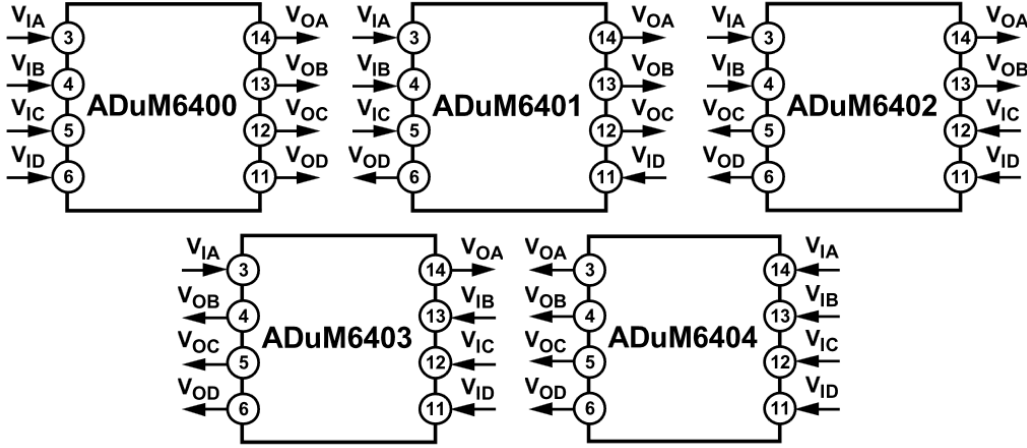 VIA VOA VIA VOA VIA VOA
3 14 3 14 3 14
VIB VOB VIB VOB VIB VOB
4 13 4 13 4 13
ADuM6400 ADuM6401 ADuM6402
VIC VOC VIC VOC VOC VIC
5 12 5 12 5 12
VID VOD VOD VID VOD VID
6 11 6 11 6 11
VIA VOA VOA VIA
3 14 3 14
VOB VIB VOB VIB
4 13 4 13
ADuM6403 ADuM6404
VOC VIC VOC VIC
5 12 5 12
VOD VID VOD VID
6 11 6 11